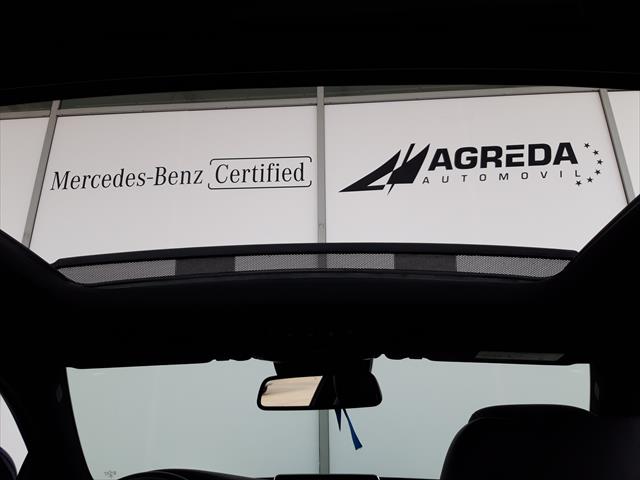 Mercedes-Benz Certified
AGREDA
AUTOMOVIL